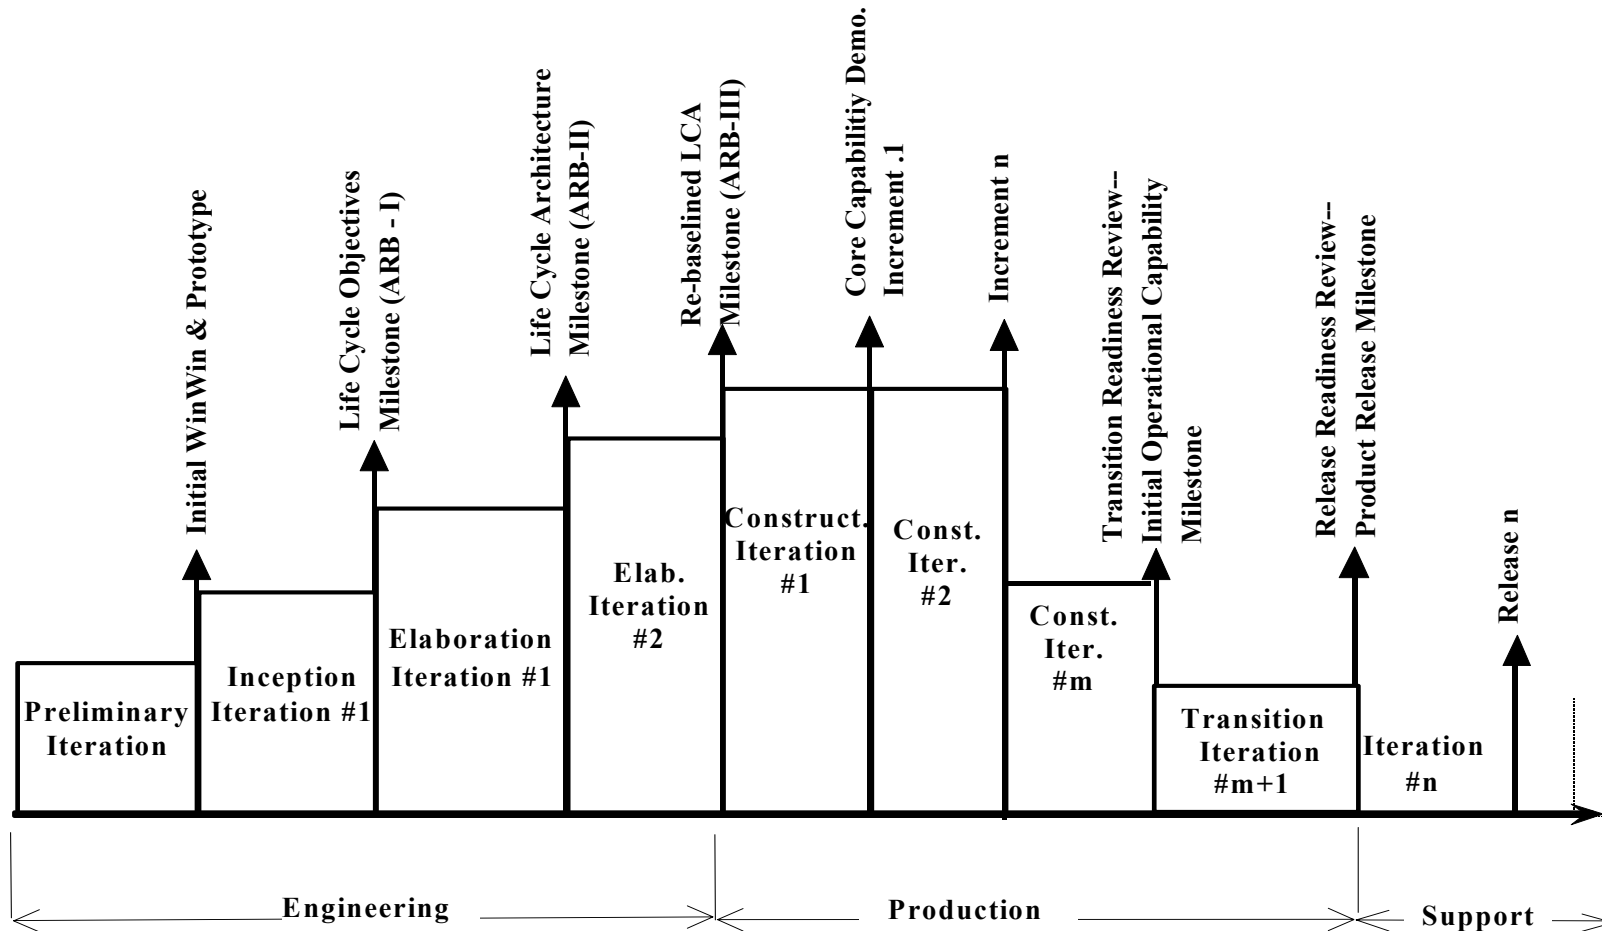 Initial WinWin & Prototype
Life Cycle Objectives
Milestone (ARB - I)
Life Cycle Architecture
Milestone (ARB-II)
Re-baselined LCA
Milestone (ARB-III)
Core Capabilitiy Demo.
Increment .1
Increment n
Transition Readiness Review--
Initial Operational Capability
Milestone
Release Readiness Review--
Product Release Milestone
Release n
Preliminary
Iteration
Inception
Iteration #1
Elaboration
Iteration #1
Elab.
Iteration
#2
Construct.
Iteration
#1
Const.
Iter.
#2
Const.
Iter.
#m
Transition
Iteration
#m+1
Iteration
#n
Engineering
Production
Support